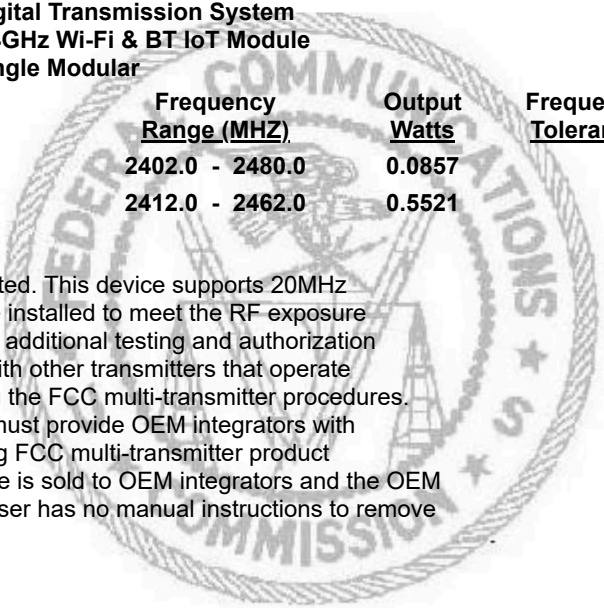 gital Transmission System
GHz Wi-Fi & BT IoT Module
ngle Modular
Frequency Output Freque
Range (MHZ) Watts Tolera
2402.0 - 2480.0 0.0857
2412.0 - 2462.0 0.5521
ted. This device supports 20MHz
e installed to meet the RF exposure
additional testing and authorization
ith other transmitters that operate
the FCC multi-transmitter procedures.
must provide OEM integrators with
g FCC multi-transmitter product
e is sold to OEM integrators and the OEM
ser has no manual instructions to remove
FEDERAL COMMUNICATIONS COMMISSION
U S